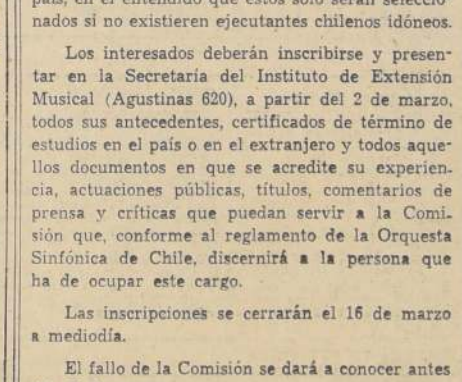 país, en el entendido que éstos sólo serán seleccio-
nados si no existieren ejecutantes chilenos idóneos.
Los interesados deberán inscribirse y presen-
tar en la Secretaría del Instituto de Extensión
Musical (Agustinas 620), a partir del 2 de marzo,
todos sus antecedentes, certificados de término de
estudios en el país o en el extranjero y todos aque-
llos documentos en que se acredite su experien-
cia, actuaciones públicas, títulos, comentarios de
prensa y críticas que puedan servir a la Comi-
sión que, conforme al reglamento de la Orquesta
Sinfónica de Chile, discernirá a la persona que
ha de ocupar este cargo.
Las inscripciones se cerrarán el 16 de marzo
a mediodía.
El fallo de la Comisión se dará a conocer antes